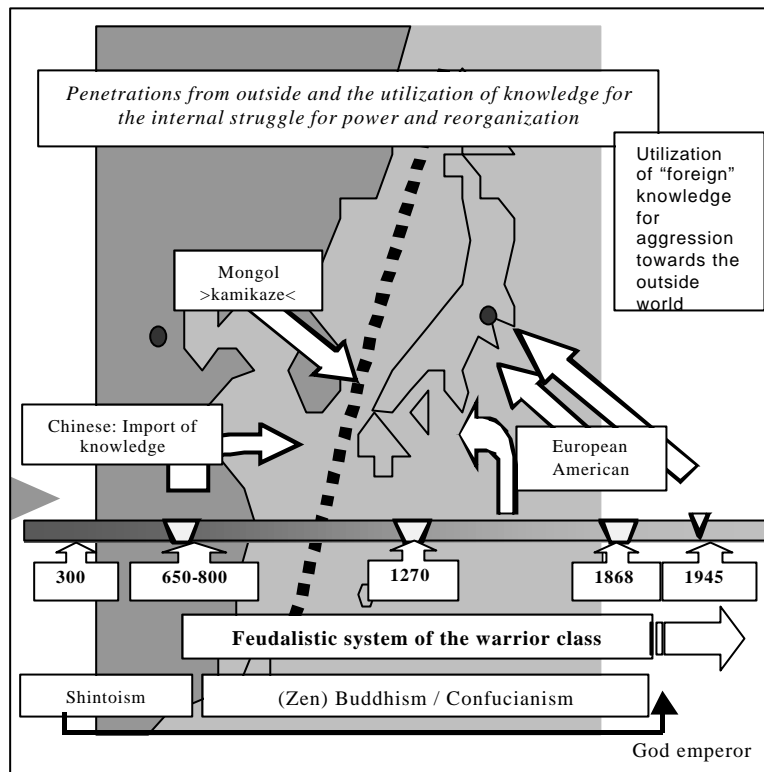 Penetrations from outside and the utilization of knowledge for
the internal struggle for power and reorganization
Utilization
of “foreign”
knowledge
for
aggression
towards the
outside
world
Mongol
>kamikaze<
Chinese: Import of
knowledge
European
American
300
650-800
1270
1868
1945
Feudalistic system of the warrior class
Shintoism
(Zen) Buddhism / Confucianism
God emperor